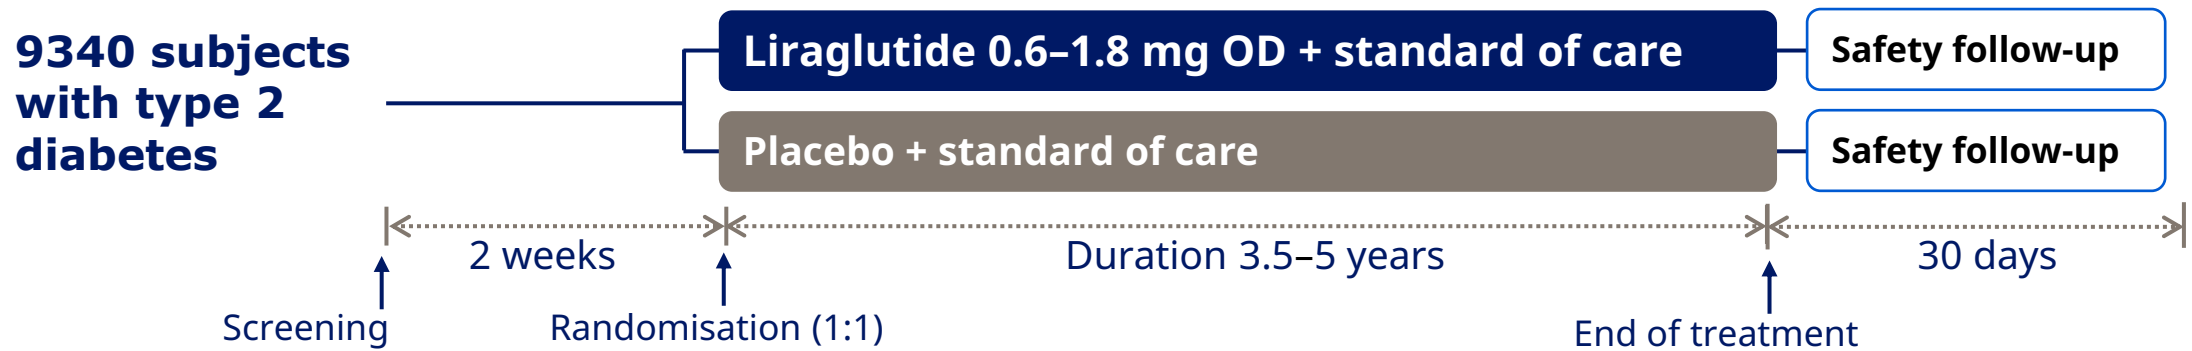 9340 subjects
with type 2
diabetes
Liraglutide 0.6–1.8 mg OD + standard of care
Safety follow-up
Placebo + standard of care
Safety follow-up
2 weeks
Duration 3.5–5 years
30 days
Screening
Randomisation (1:1)
End of treatment